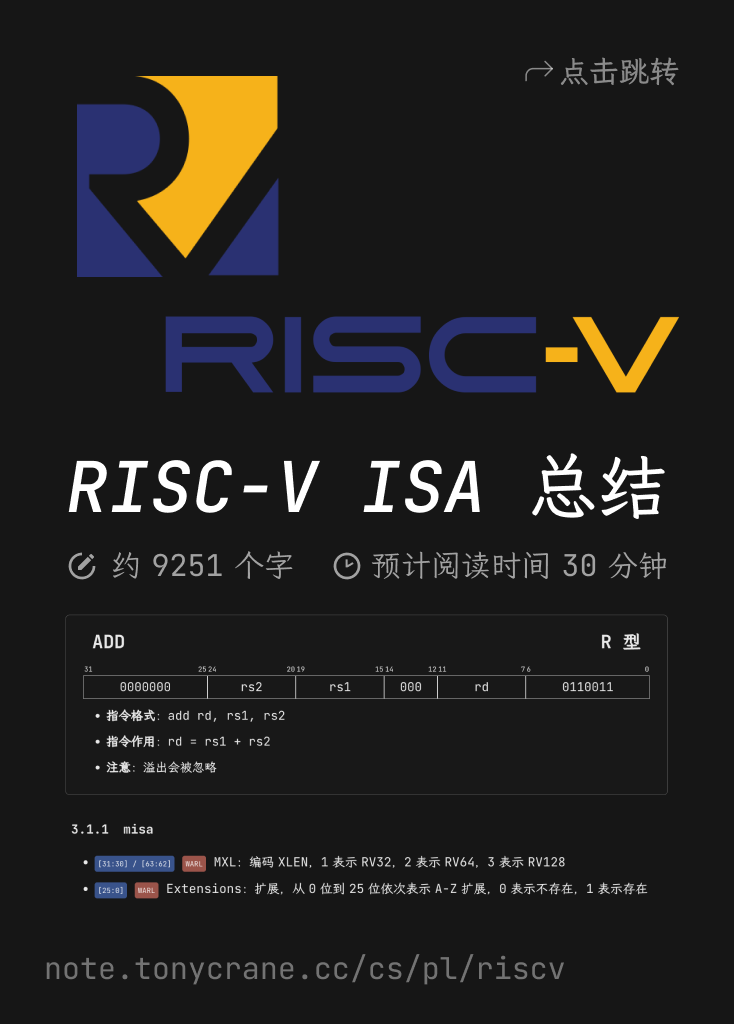 点击跳转
RISC-V
RISC-V ISA 总结
约 9251 个字 预计阅读时间 30 分钟
ADD R 型
31 25 24 20 19 15 14 12 11 7 6 0
0000000 rs2 rs1 000 rd 0110011
• 指令格式: add rd, rs1, rs2
• 指令作用: rd = rs1 + rs2
• 注意: 溢出会被忽略
3.1.1 misa
• [31:30] / [63:62] WARL MXL: 编码 XLEN, 1 表示 RV32, 2 表示 RV64, 3 表示 RV128
• [25:0] WARL Extensions: 扩展, 从 0 位到 25 位依次表示 A-Z 扩展, 0 表示不存在, 1 表示存在
note.tonycrane.cc/cs/pl/riscv